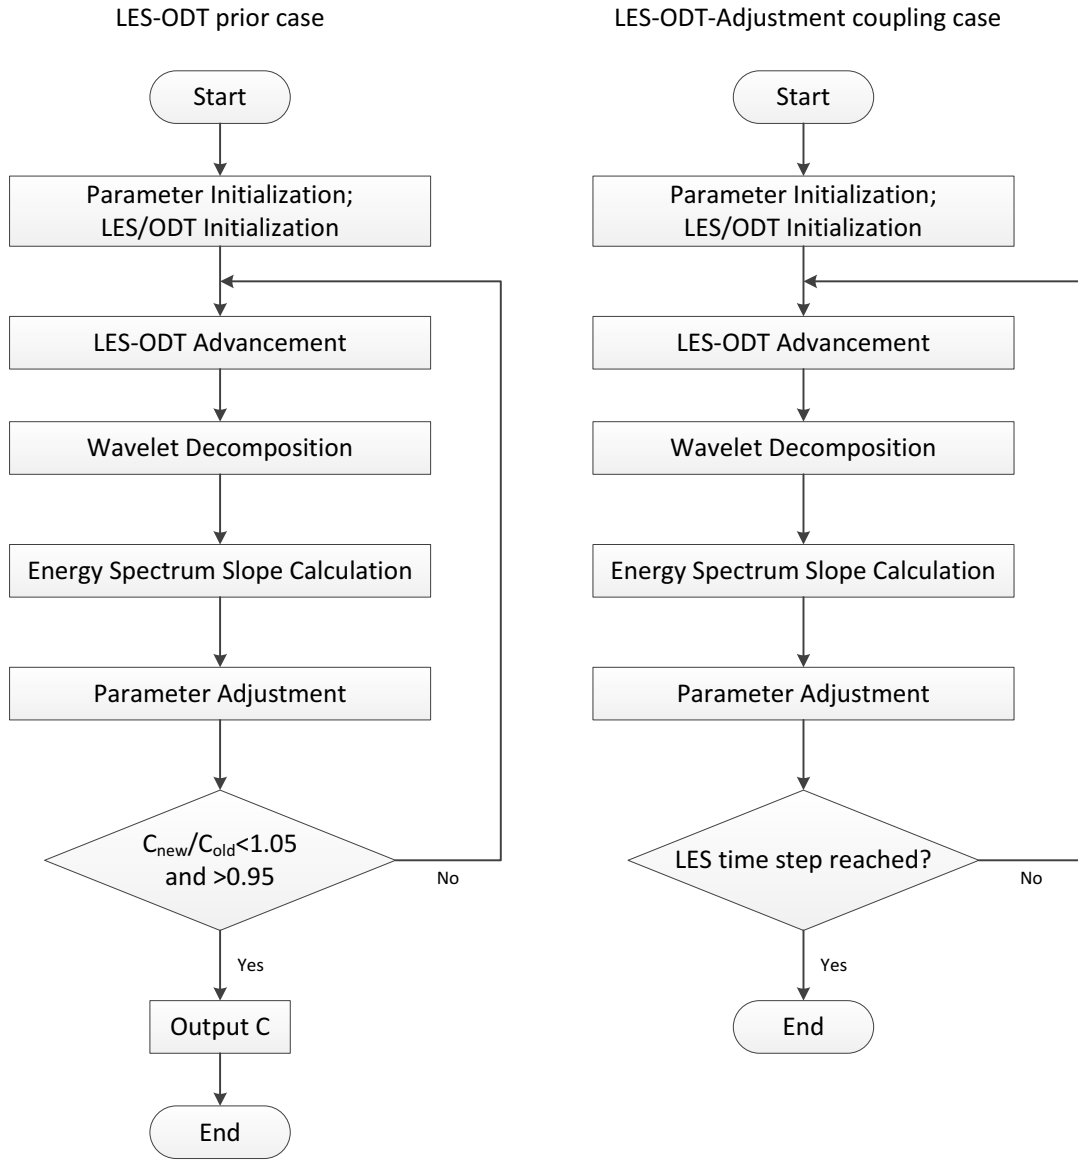 LES-ODT prior case
Start
Parameter Initialization;
LES/ODT Initialization
LES-ODT Advancement
Wavelet Decomposition
Energy Spectrum Slope Calculation
Parameter Adjustment
Cnew/Cold<1.05
and >0.95
No
Yes
Output C
End
LES-ODT-Adjustment coupling case
Start
Parameter Initialization;
LES/ODT Initialization
LES-ODT Advancement
Wavelet Decomposition
Energy Spectrum Slope Calculation
Parameter Adjustment
LES time step reached?
No
Yes
End